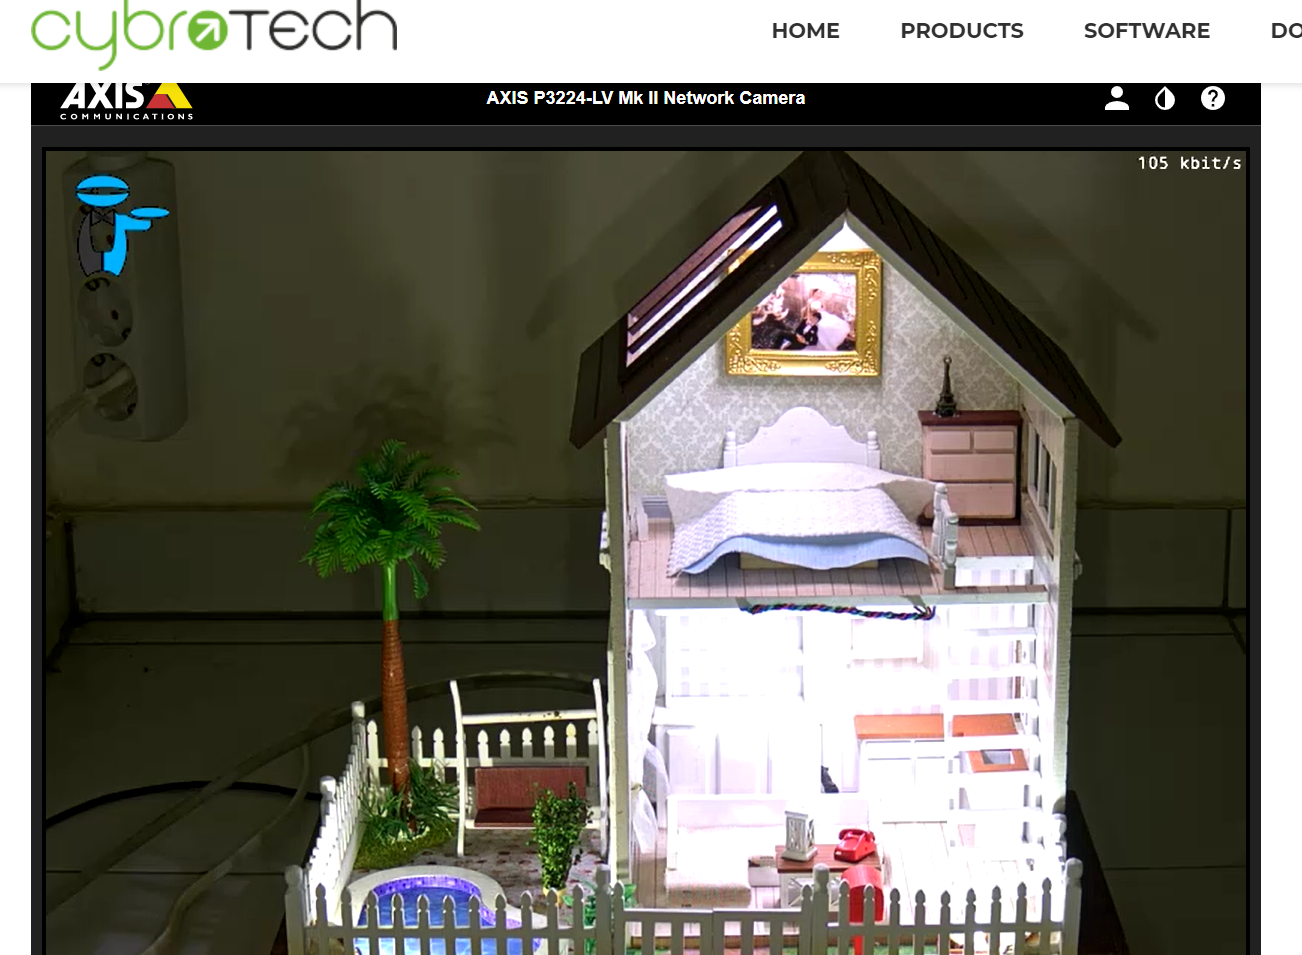 cybroTech
HOME PRODUCTS SOFTWARE DO
AXIS
COMMUNICATIONS
AXIS P3224-LV Mk II Network Camera
?
105 kbit/s